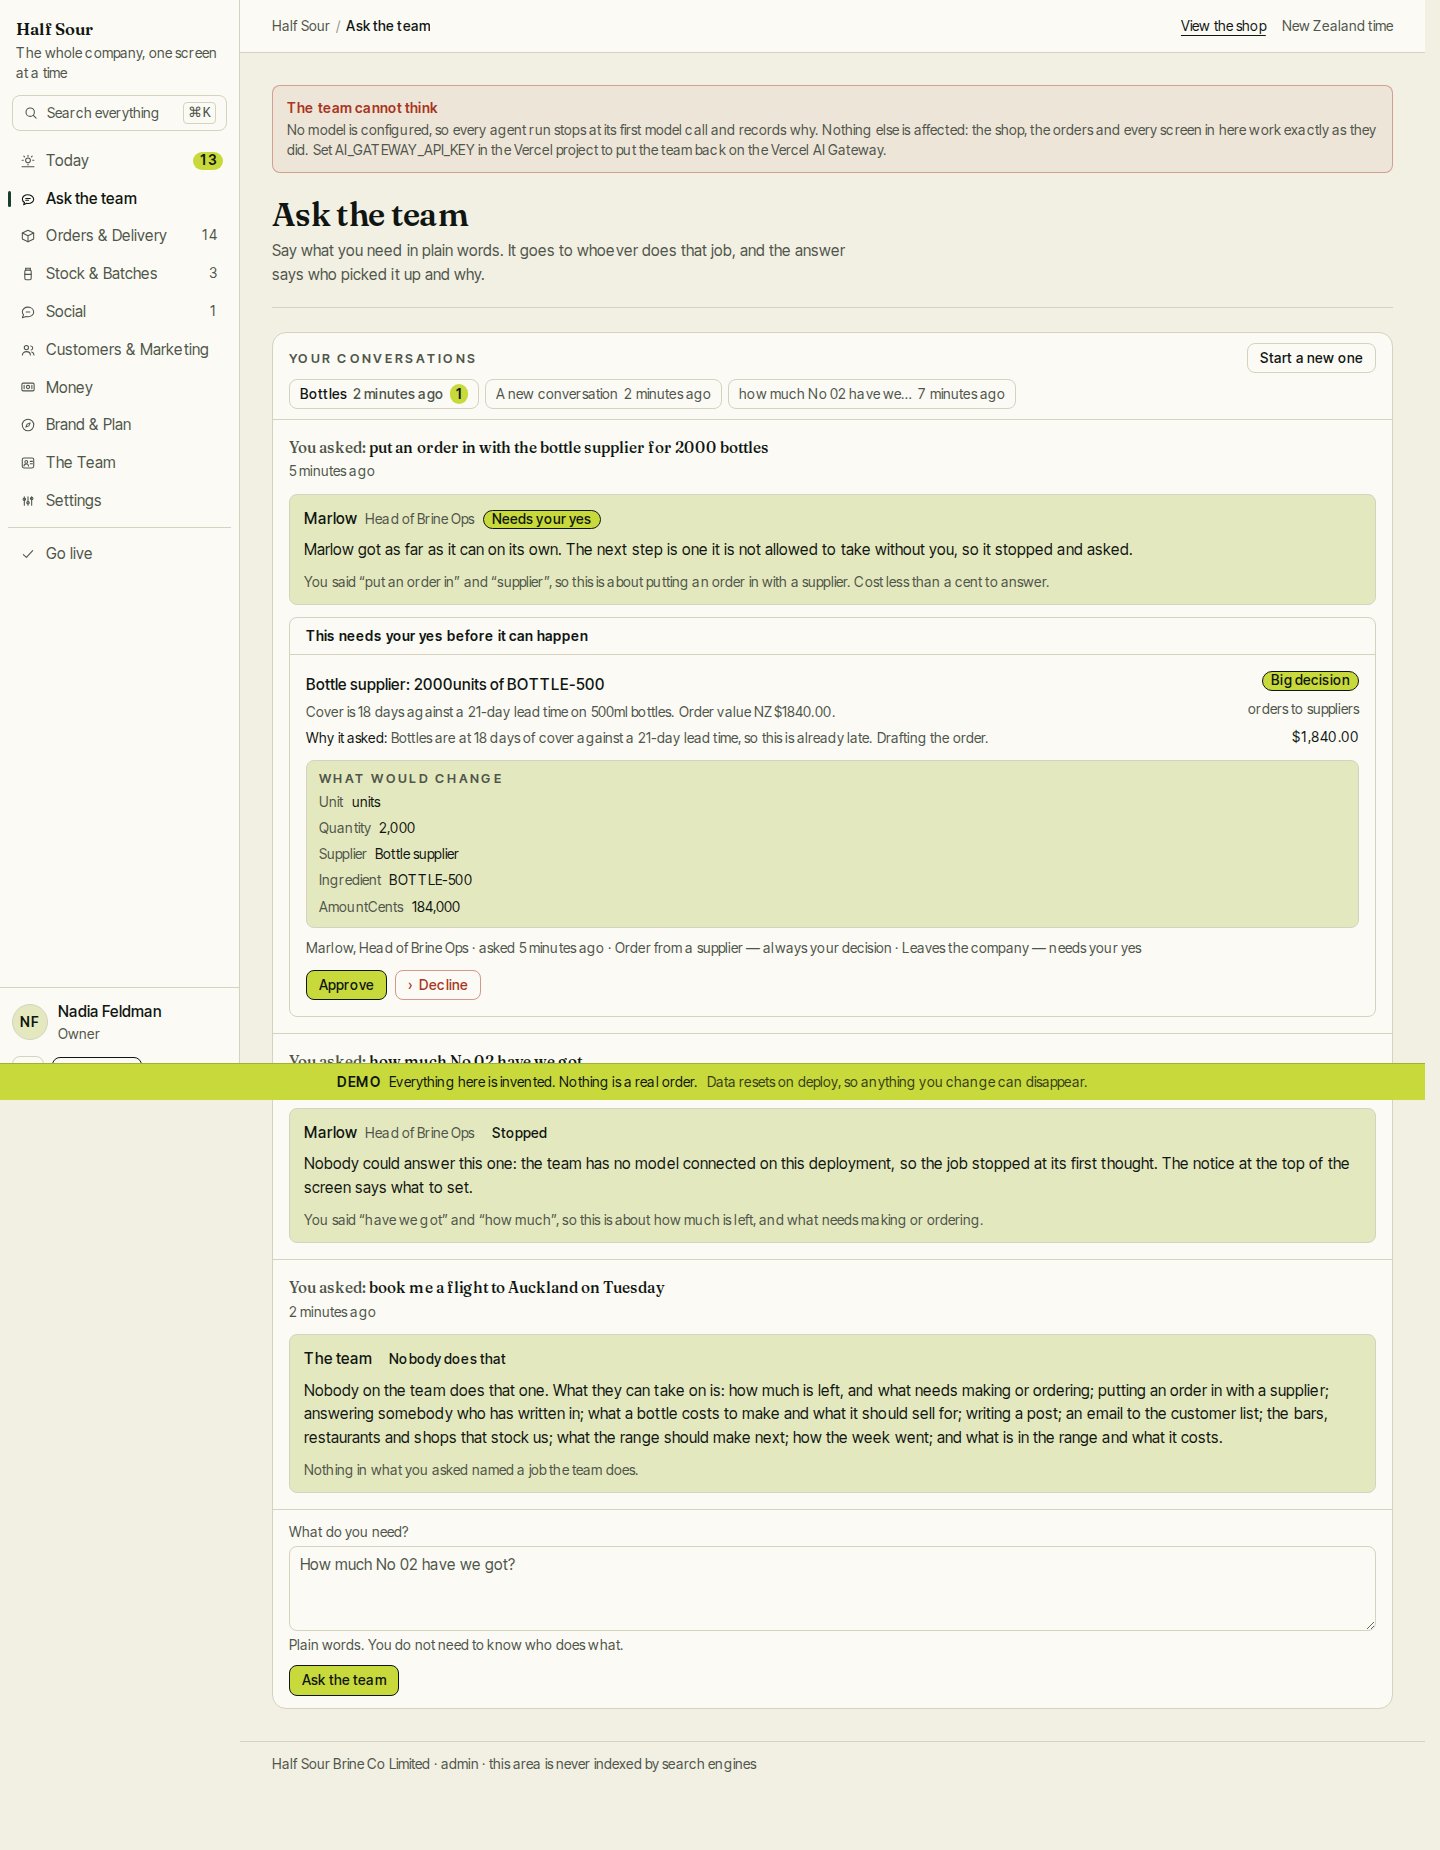 Half Sour
The whole company, one screen
at a time
Search everything ⌘K
Today 13
Ask the team
Orders & Delivery 14
Stock & Batches 3
Social 1
Customers & Marketing
Money
Brand & Plan
The Team
Settings
Go live
NF Nadia Feldman
Owner
Half Sour / Ask the team
View the shop New Zealand time
The team cannot think
No model is configured, so every agent run stops at its first model call and records why. Nothing else is affected: the shop, the orders and every screen in here work exactly as they
did. Set AI_GATEWAY_API_KEY in the Vercel project to put the team back on the Vercel AI Gateway.
Ask the team
Say what you need in plain words. It goes to whoever does that job, and the answer
says who picked it up and why.
YOUR CONVERSATIONS
Start a new one
Bottles 2 minutes ago 1 A new conversation 2 minutes ago how much No 02 have we... 7 minutes ago
You asked: put an order in with the bottle supplier for 2000 bottles
5 minutes ago
Marlow Head of Brine Ops Needs your yes
Marlow got as far as it can on its own. The next step is one it is not allowed to take without you, so it stopped and asked.
You said “put an order in” and “supplier”, so this is about putting an order in with a supplier. Cost less than a cent to answer.
This needs your yes before it can happen
Bottle supplier: 2000units of BOTTLE-500 Big decision
Cover is 18 days against a 21-day lead time on 500ml bottles. Order value NZ$1840.00. orders to suppliers
Why it asked: Bottles are at 18 days of cover against a 21-day lead time, so this is already late. Drafting the order. $1,840.00
WHAT WOULD CHANGE
Unit units
Quantity 2,000
Supplier Bottle supplier
Ingredient BOTTLE-500
AmountCents 184,000
Marlow, Head of Brine Ops · asked 5 minutes ago · Order from a supplier — always your decision · Leaves the company — needs your yes
Approve › Decline
You asked: how much No 02 have we got
DEMO Everything here is invented. Nothing is a real order. Data resets on deploy, so anything you change can disappear.
Marlow Head of Brine Ops Stopped
Nobody could answer this one: the team has no model connected on this deployment, so the job stopped at its first thought. The notice at the top of the
screen says what to set.
You said “have we got” and “how much”, so this is about how much is left, and what needs making or ordering.
You asked: book me a flight to Auckland on Tuesday
2 minutes ago
The team Nobody does that
Nobody on the team does that one. What they can take on is: how much is left, and what needs making or ordering; putting an order in with a supplier;
answering somebody who has written in; what a bottle costs to make and what it should sell for; writing a post; an email to the customer list; the bars,
restaurants and shops that stock us; what the range should make next; how the week went; and what is in the range and what it costs.
Nothing in what you asked named a job the team does.
What do you need?
How much No 02 have we got?
Plain words. You do not need to know who does what.
Ask the team
Half Sour Brine Co Limited · admin · this area is never indexed by search engines